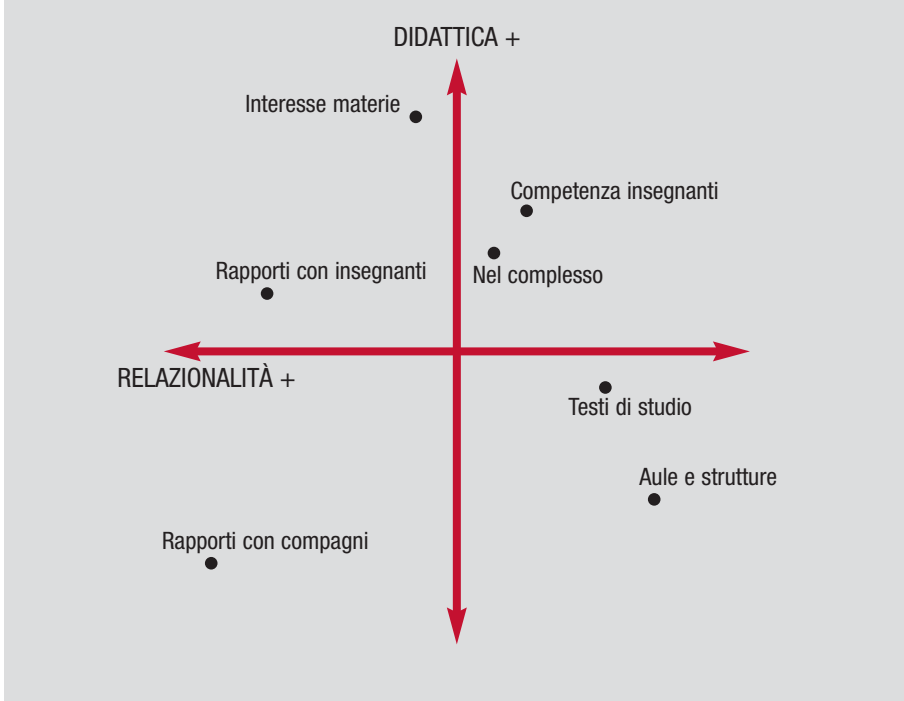 DIDATTICA +
Interesse materie
Competenza insegnanti
Rapporti con insegnanti
Nel complesso
RELAZIONALITÀ +
Testi di studio
Aule e strutture
Rapporti con compagni